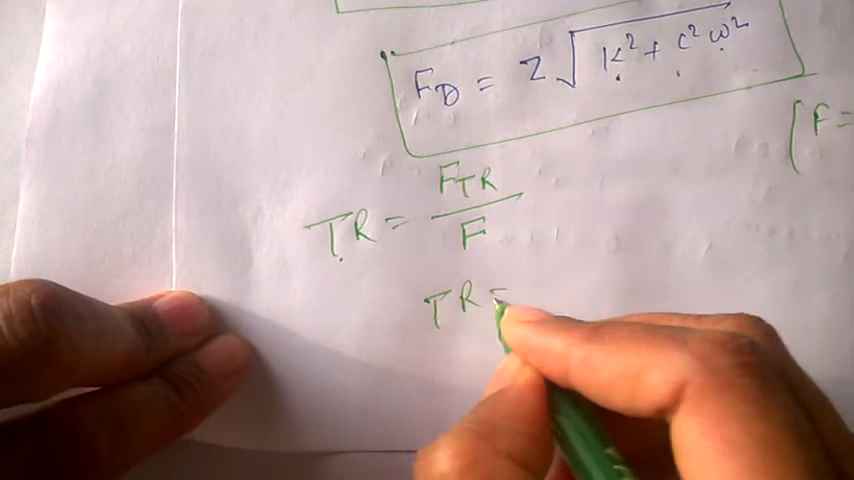 F_D = Z √(K² + C²ω²)
[F =
TR = F_TR / F
TR =